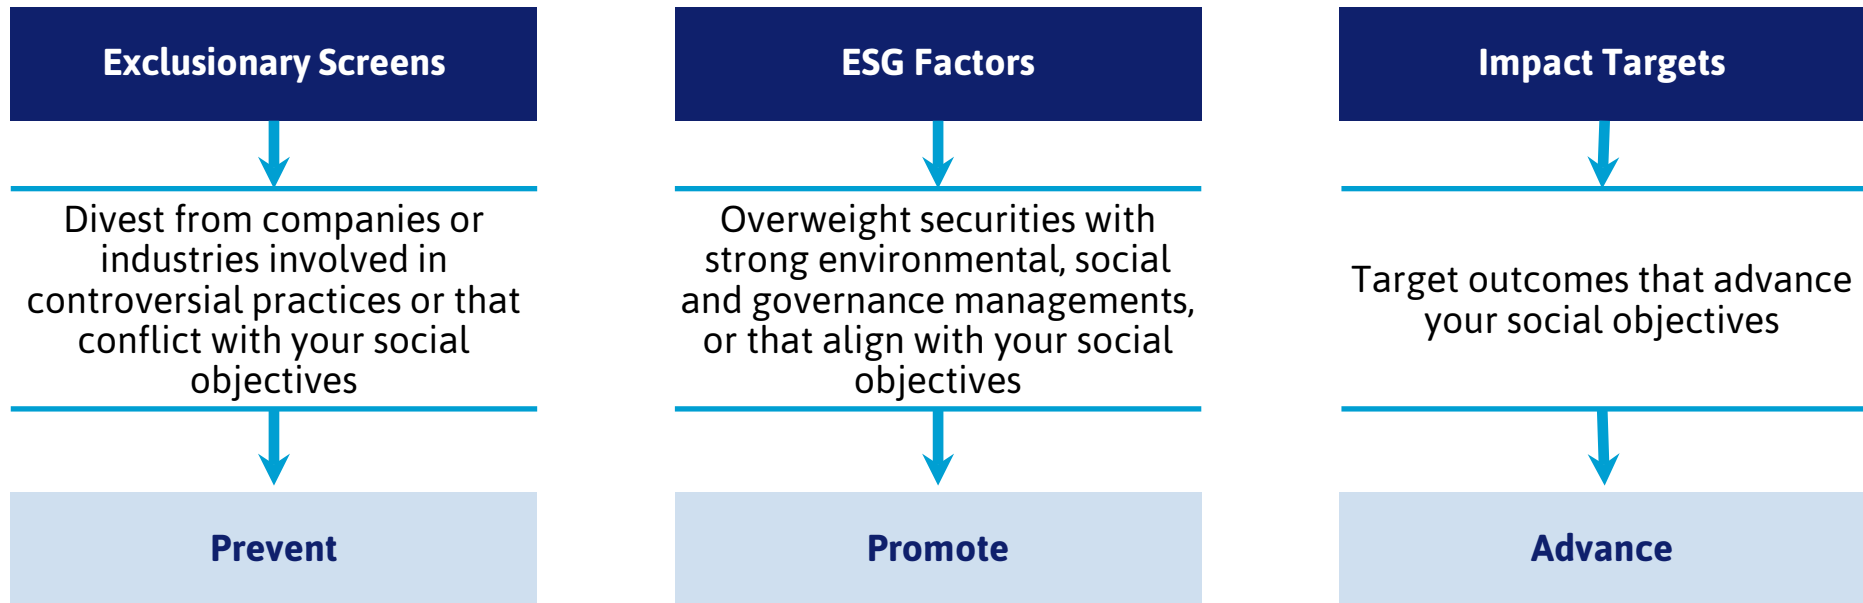 Exclusionary Screens
Divest from companies or
industries involved in
controversial practices or that
conflict with your social
objectives
Prevent
ESG Factors
Overweight securities with
strong environmental, social
and governance managements,
or that align with your social
objectives
Promote
Impact Targets
Target outcomes that advance
your social objectives
Advance